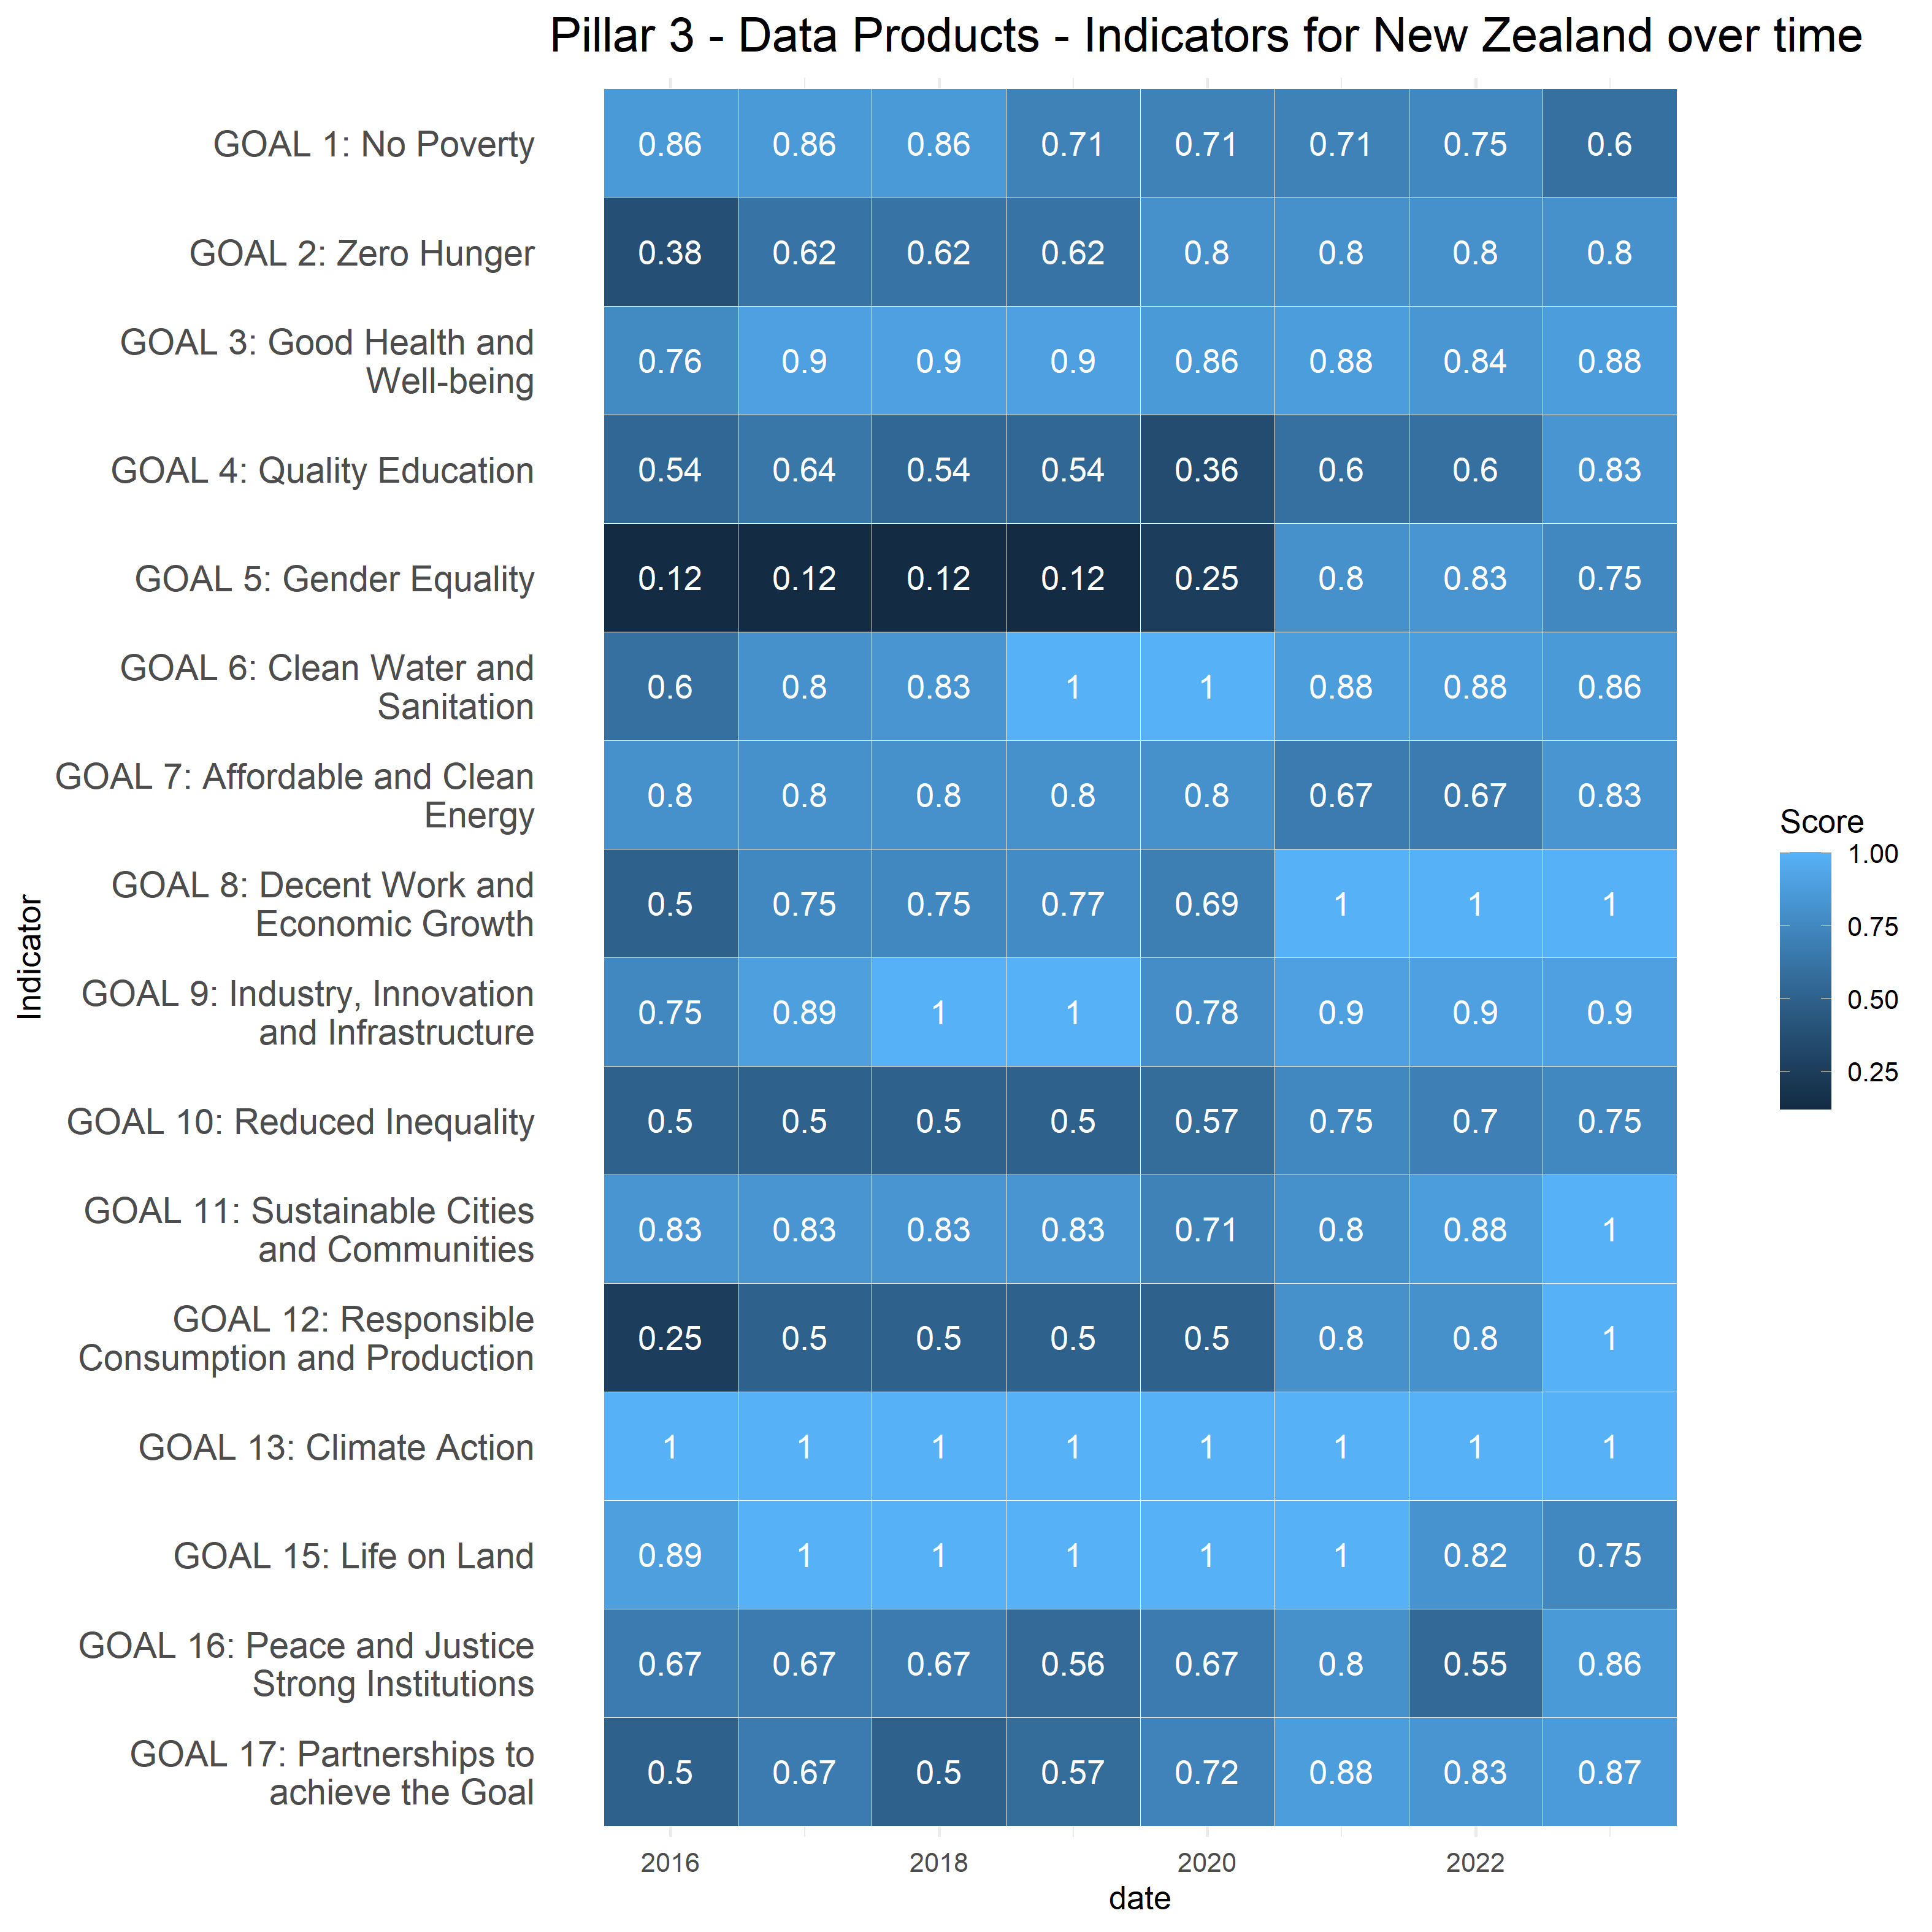 Pillar 3 - Data Products - Indicators for New Zealand over time
GOAL 1: No Poverty
0.86 0.86 0.86 0.71 0.71 0.71 0.75 0.6
GOAL 2: Zero Hunger
0.38 0.62 0.62 0.62 0.8 0.8 0.8 0.8
GOAL 3: Good Health and
Well-being
0.76 0.9 0.9 0.9 0.86 0.88 0.84 0.88
GOAL 4: Quality Education
0.54 0.64 0.54 0.54 0.36 0.6 0.6 0.83
GOAL 5: Gender Equality
0.12 0.12 0.12 0.12 0.25 0.8 0.83 0.75
GOAL 6: Clean Water and
Sanitation
0.6 0.8 0.83 1 1 0.88 0.88 0.86
GOAL 7: Affordable and Clean
Energy
0.8 0.8 0.8 0.8 0.8 0.67 0.67 0.83
GOAL 8: Decent Work and
Economic Growth
0.5 0.75 0.75 0.77 0.69 1 1 1
GOAL 9: Industry, Innovation
and Infrastructure
0.75 0.89 1 1 0.78 0.9 0.9 0.9
GOAL 10: Reduced Inequality
0.5 0.5 0.5 0.5 0.57 0.75 0.7 0.75
GOAL 11: Sustainable Cities
and Communities
0.83 0.83 0.83 0.83 0.71 0.8 0.88 1
GOAL 12: Responsible
Consumption and Production
0.25 0.5 0.5 0.5 0.5 0.8 0.8 1
GOAL 13: Climate Action
1 1 1 1 1 1 1 1
GOAL 15: Life on Land
0.89 1 1 1 1 1 0.82 0.75
GOAL 16: Peace and Justice
Strong Institutions
0.67 0.67 0.67 0.56 0.67 0.8 0.55 0.86
GOAL 17: Partnerships to
achieve the Goal
0.5 0.67 0.5 0.57 0.72 0.88 0.83 0.87
Indicator
2016 2018 2020 2022
date
Score
1.00
0.75
0.50
0.25